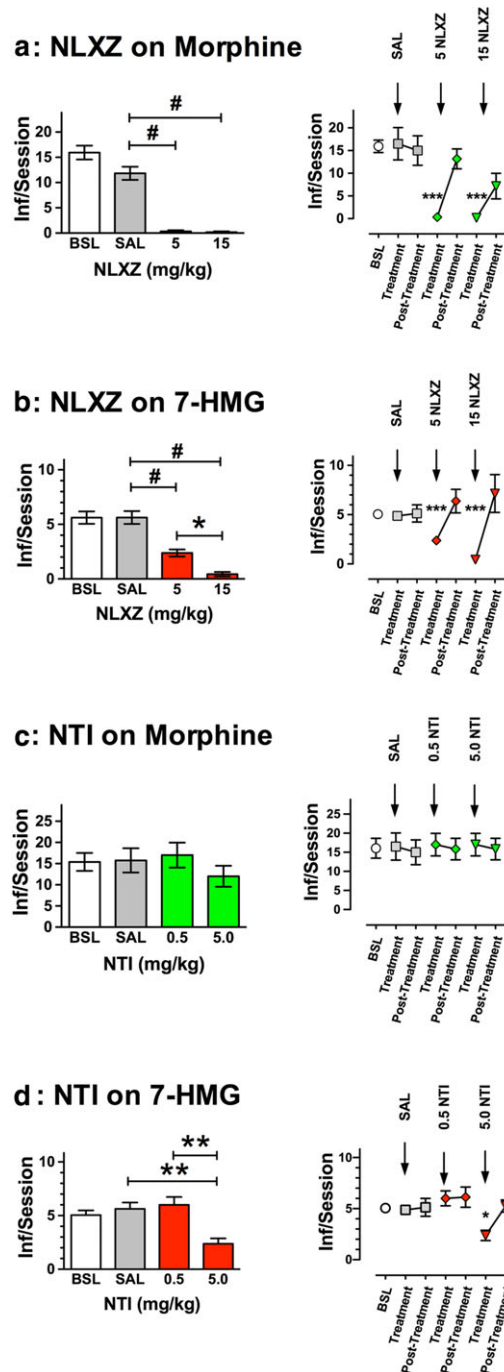 a: NLXZ on Morphine
#
#
Inf/Session
20
15
10
5
0
BSL SAL 5 15
NLXZ (mg/kg)
SAL
5 NLXZ
15 NLXZ
Inf/Session
20
15
10
5
0
*** ***
BSL
Treatment
Post-Treatment
Treatment
Post-Treatment
Treatment
Post-Treatment
b: NLXZ on 7-HMG
#
#
*
Inf/Session
10
5
0
BSL SAL 5 15
NLXZ (mg/kg)
SAL
5 NLXZ
15 NLXZ
Inf/Session
10
5
0
*** ***
BSL
Treatment
Post-Treatment
Treatment
Post-Treatment
Treatment
Post-Treatment
c: NTI on Morphine
Inf/Session
25
20
15
10
5
0
BSL SAL 0.5 5.0
NTI (mg/kg)
SAL
0.5 NTI
5.0 NTI
Inf/Session
25
20
15
10
5
0
BSL
Treatment
Post-Treatment
Treatment
Post-Treatment
Treatment
Post-Treatment
d: NTI on 7-HMG
**
**
Inf/Session
10
5
0
BSL SAL 0.5 5.0
NTI (mg/kg)
SAL
0.5 NTI
5.0 NTI
Inf/Session
10
5
0
*
BSL
Treatment
Post-Treatment
Treatment
Post-Treatment
Treatment
Post-Treatment